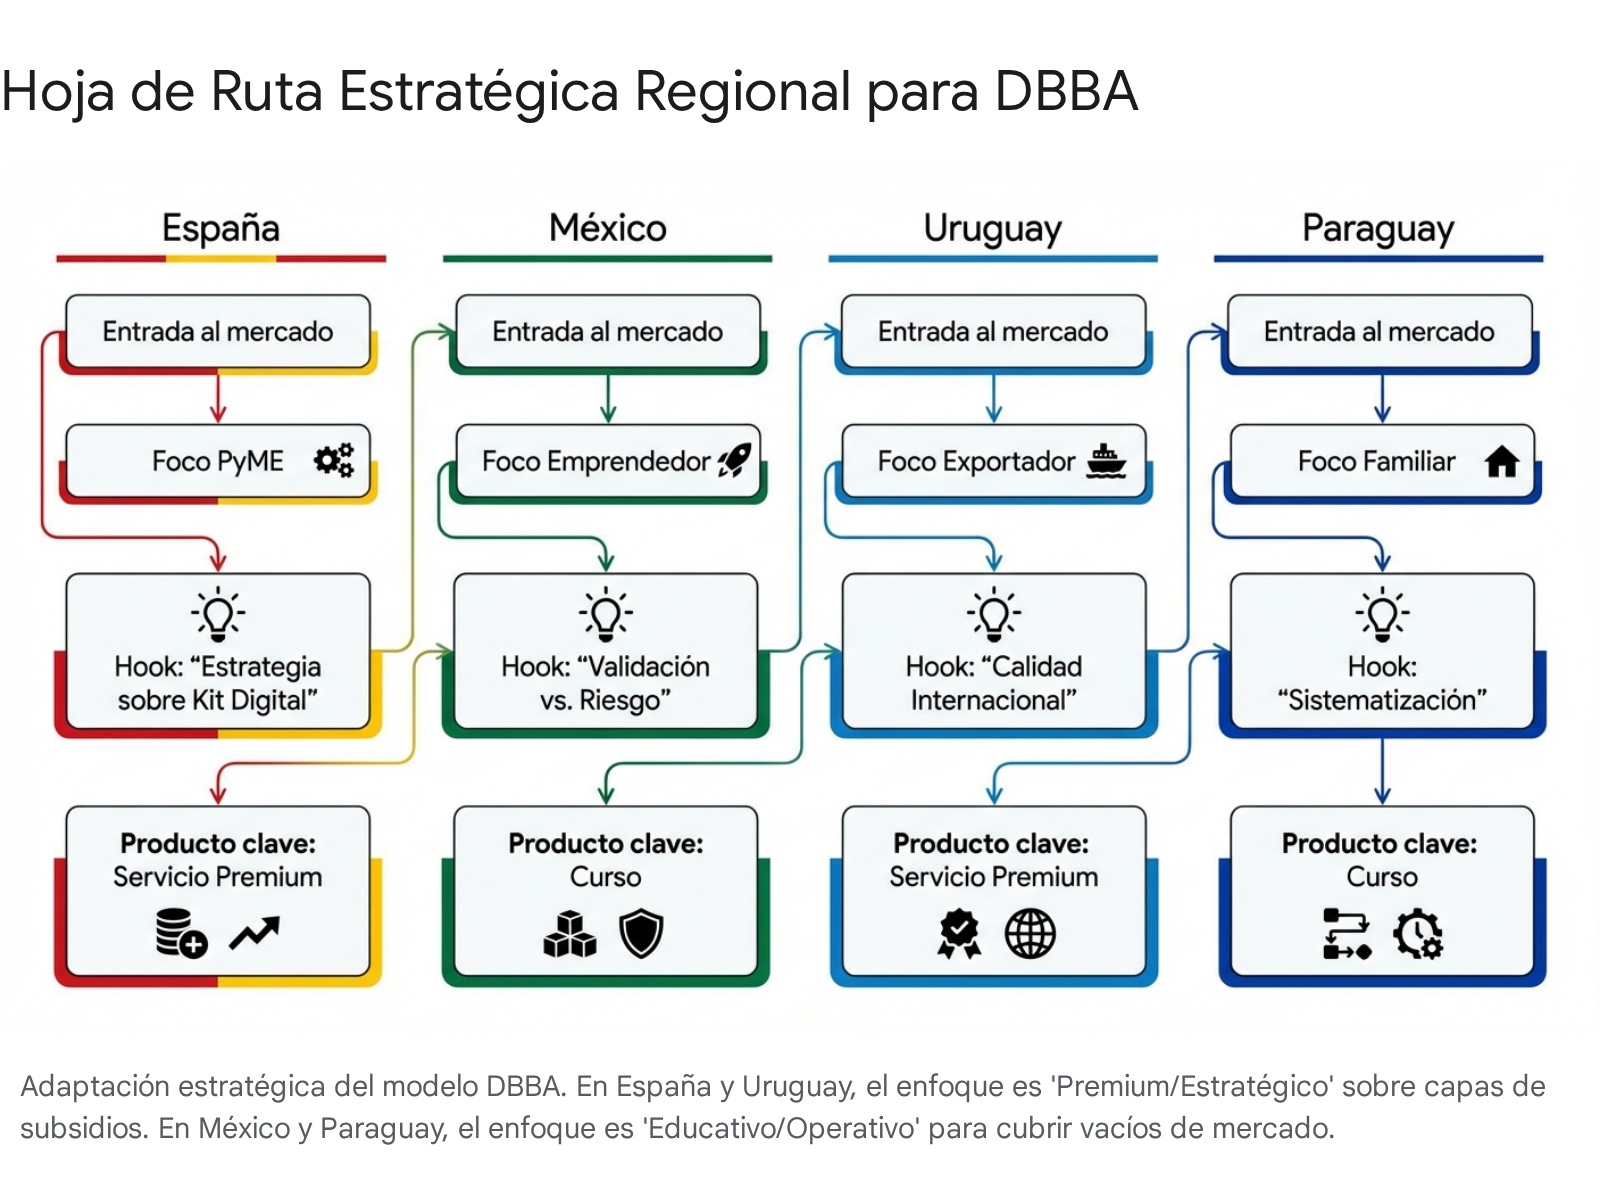 Hoja de Ruta Estratégica Regional para DBBA
España
Entrada al mercado
Foco PyME
Hook: “Estrategia
sobre Kit Digital”
Producto clave:
Servicio Premium
México
Entrada al mercado
Foco Emprendedor
Hook: “Validación
vs. Riesgo”
Producto clave:
Curso
Uruguay
Entrada al mercado
Foco Exportador
Hook: “Calidad
Internacional”
Producto clave:
Servicio Premium
Paraguay
Entrada al mercado
Foco Familiar
Hook:
“Sistematización”
Producto clave:
Curso
Adaptación estratégica del modelo DBBA. En España y Uruguay, el enfoque es 'Premium/Estratégico' sobre capas de
subsidios. En México y Paraguay, el enfoque es 'Educativo/Operativo' para cubrir vacíos de mercado.